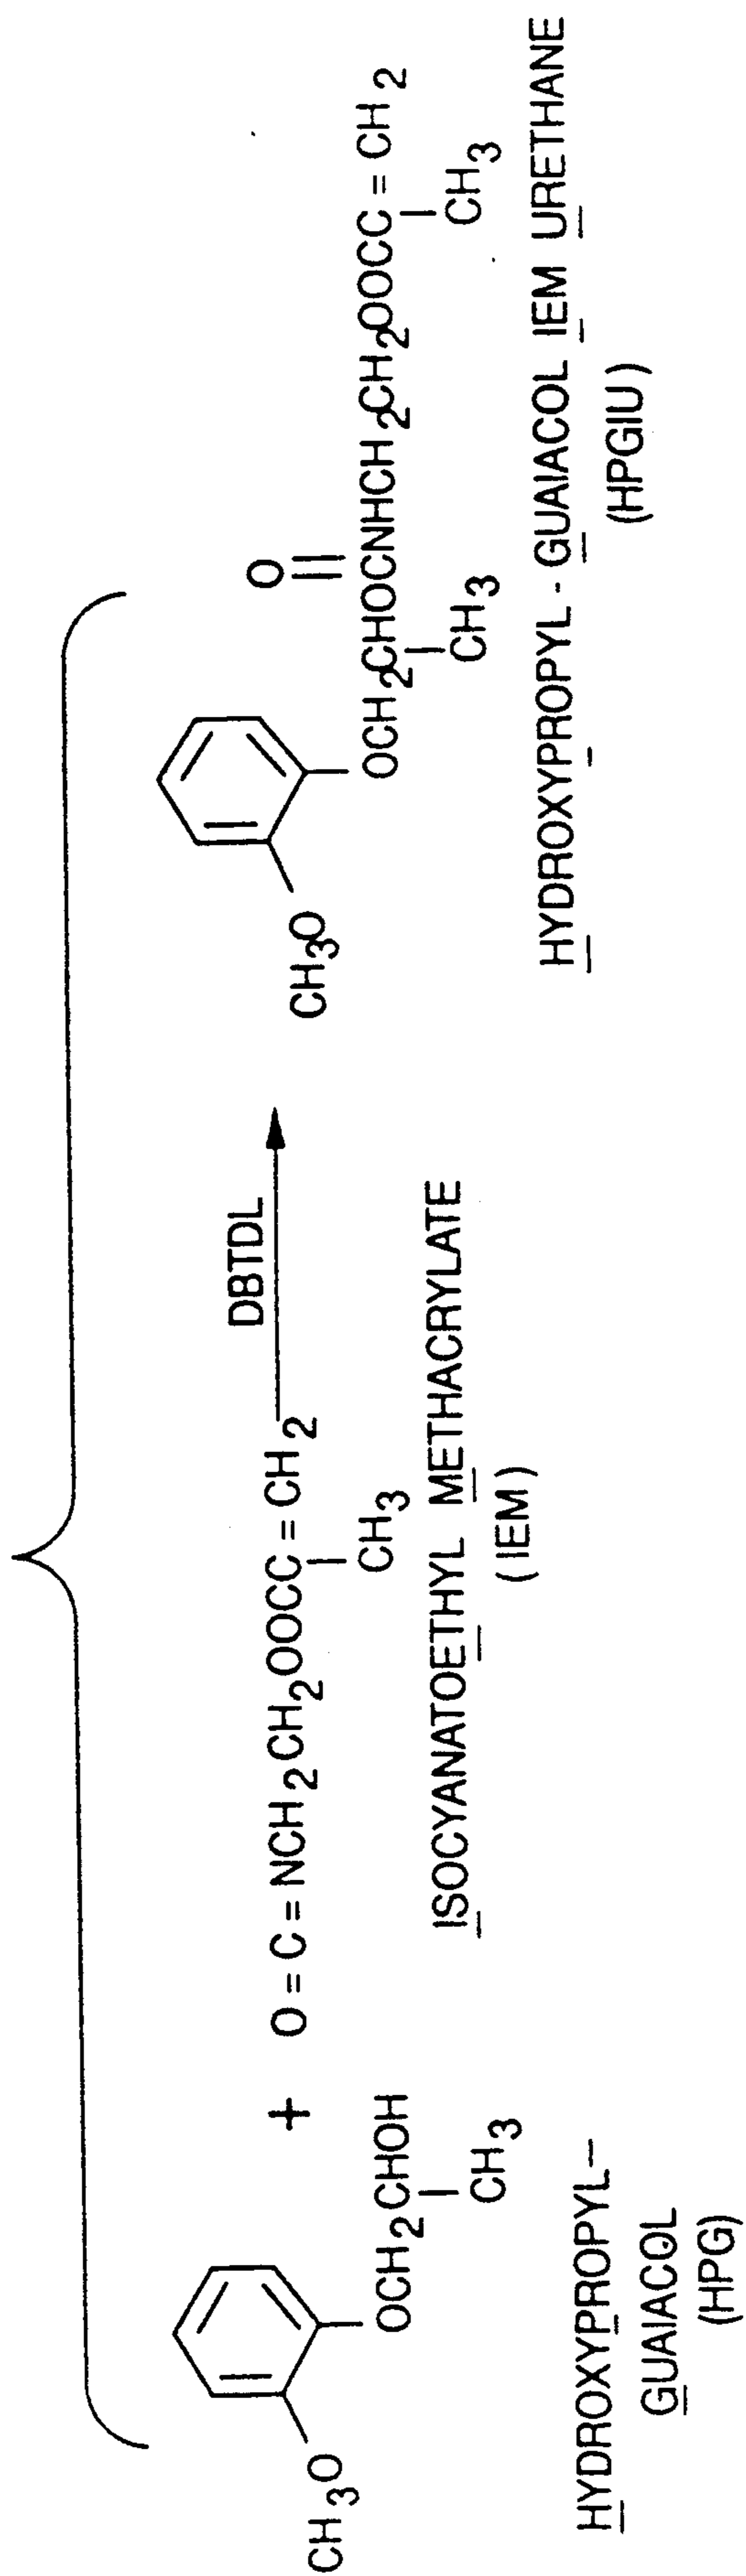 CH3O
OCH2CHOH
CH3
HYDROXYPROPYL–
GUAIACOL
(HPG)
+
O = C = NCH2CH2OOCC = CH2
CH3
ISOCYANATOETHYL METHACRYLATE
(IEM)
DBTDL
CH3O
O
OCH2CHOCNHCH2CH2OOCC = CH2
CH3
CH3
HYDROXYPROPYL - GUAIACOL IEM URETHANE
(HPGIU)